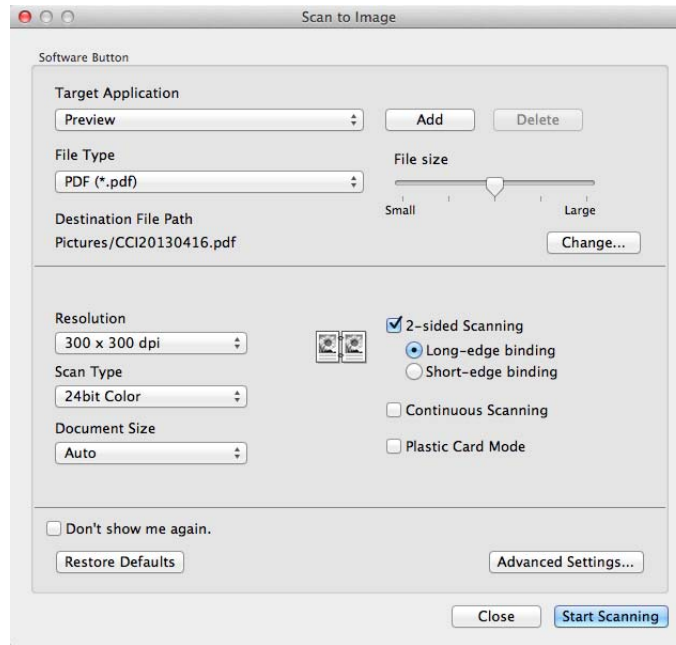 Scan to Image
Software Button
Target Application
Preview
Add
Delete
File Type
PDF (*.pdf)
File size
Small
Large
Destination File Path
Pictures/CCI20130416.pdf
Change...
Resolution
300 x 300 dpi
Scan Type
24bit Color
Document Size
Auto
2-sided Scanning
Long-edge binding
Short-edge binding
Continuous Scanning
Plastic Card Mode
Don't show me again.
Restore Defaults
Advanced Settings...
Close
Start Scanning